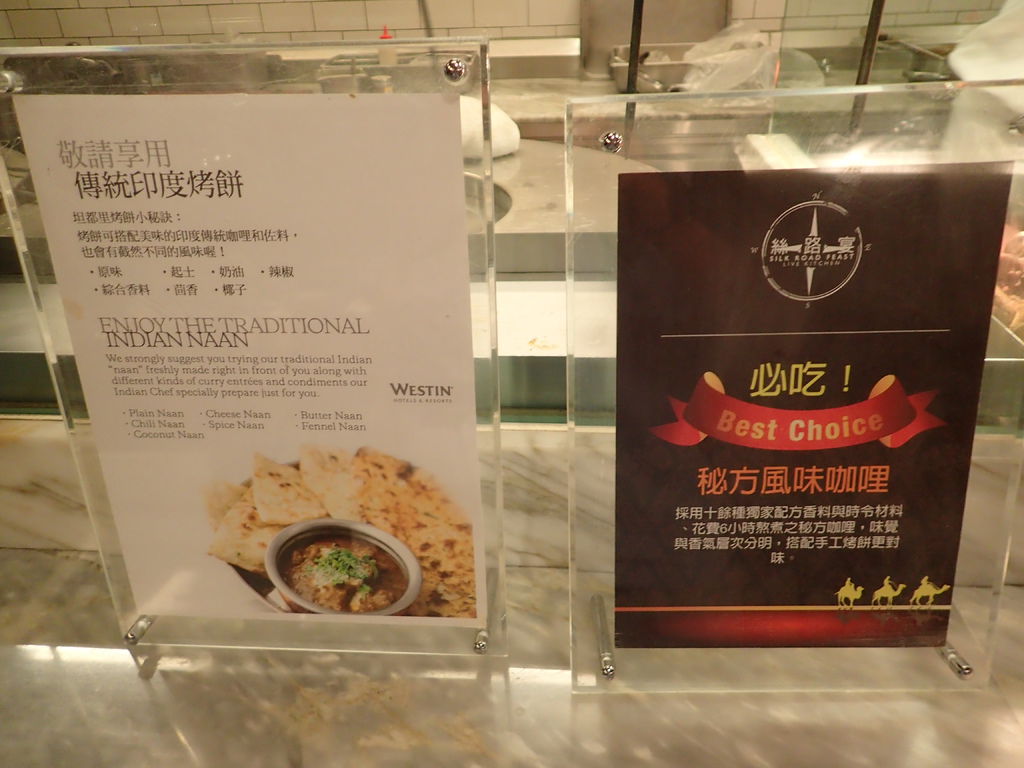 敬請享用
傳統印度烤餅
坦都里烤餅小秘訣：
烤餅可搭配美味的印度傳統咖哩和佐料，
也會有截然不同的風味喔！
・原味 ・起士 ・奶油 ・辣椒
・綜合香料 ・茴香 ・椰子
ENJOY THE TRADITIONAL
INDIAN NAAN
We strongly suggest you trying our traditional Indian
"naan" freshly made right in front of you along with
different kinds of curry entrées and condiments our
Indian Chef specially prepare just for you.
WESTIN
HOTELS & RESORTS
· Plain Naan · Cheese Naan · Butter Naan
· Chili Naan · Spice Naan · Fennel Naan
· Coconut Naan
N
W E
絲路宴
SILK ROAD FEAST
LIVE KITCHEN
S
必吃！
Best Choice
秘方風味咖哩
採用十餘種獨家配方香料與時令材料
、花費6小時熬煮之秘方咖哩，味覺
與香氣層次分明，搭配手工烤餅更對
味。